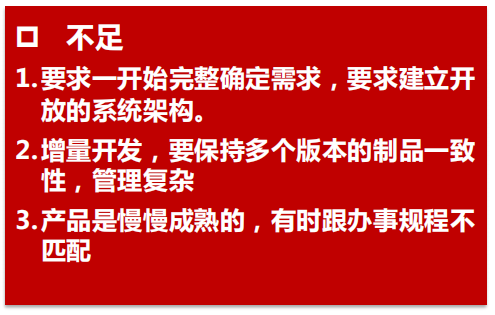 □ 不足
1.要求一开始完整确定需求，要求建立开
放的系统架构。
2.增量开发，要保持多个版本的制品一致
性，管理复杂
3.产品是慢慢成熟的，有时跟办事规程不
匹配